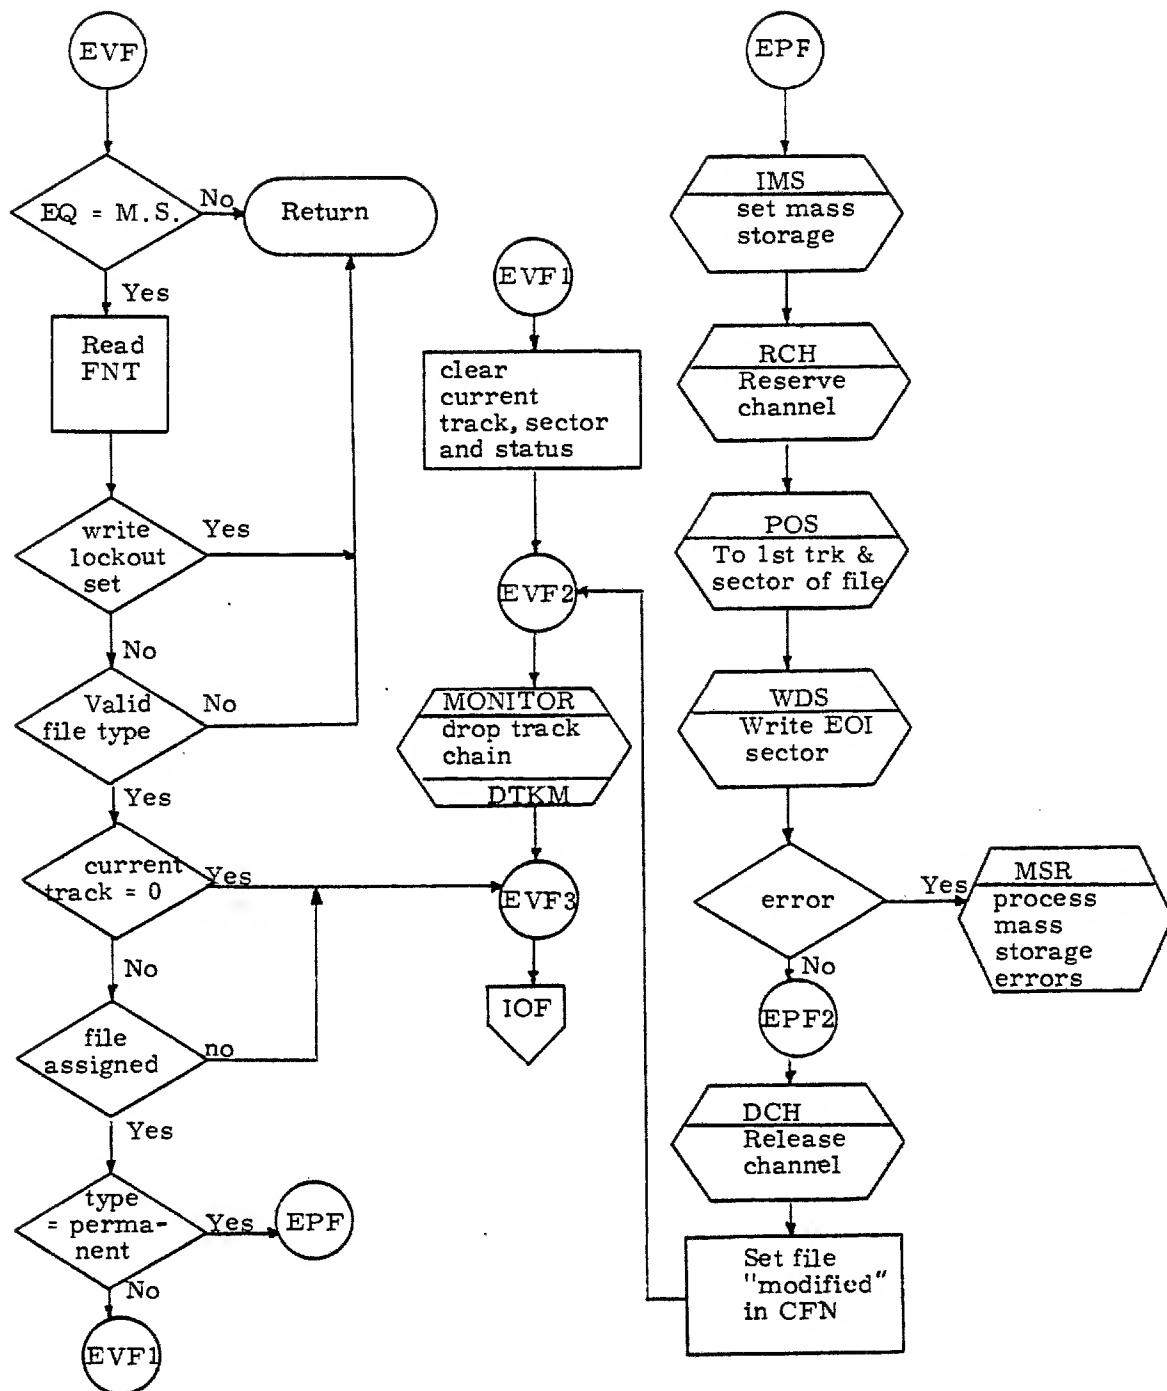 EVF
EQ = M.S.
No
Return
Yes
Read
FNT
write
lockout
set
Yes
No
Valid
file type
No
Yes
current
track = 0
Yes
No
file
assigned
no
Yes
type
= perma-
nent
Yes
EPF
No
EVF1
EVF1
clear
current
track, sector
and status
EVF2
MONITOR
drop track
chain
DTKM
EVF3
IOF
EPF
IMS
set mass
storage
RCH
Reserve
channel
POS
To 1st trk &
sector of file
WDS
Write EOI
sector
error
Yes
MSR
process
mass
storage
errors
No
EPF2
DCH
Release
channel
Set file
"modified"
in CFN